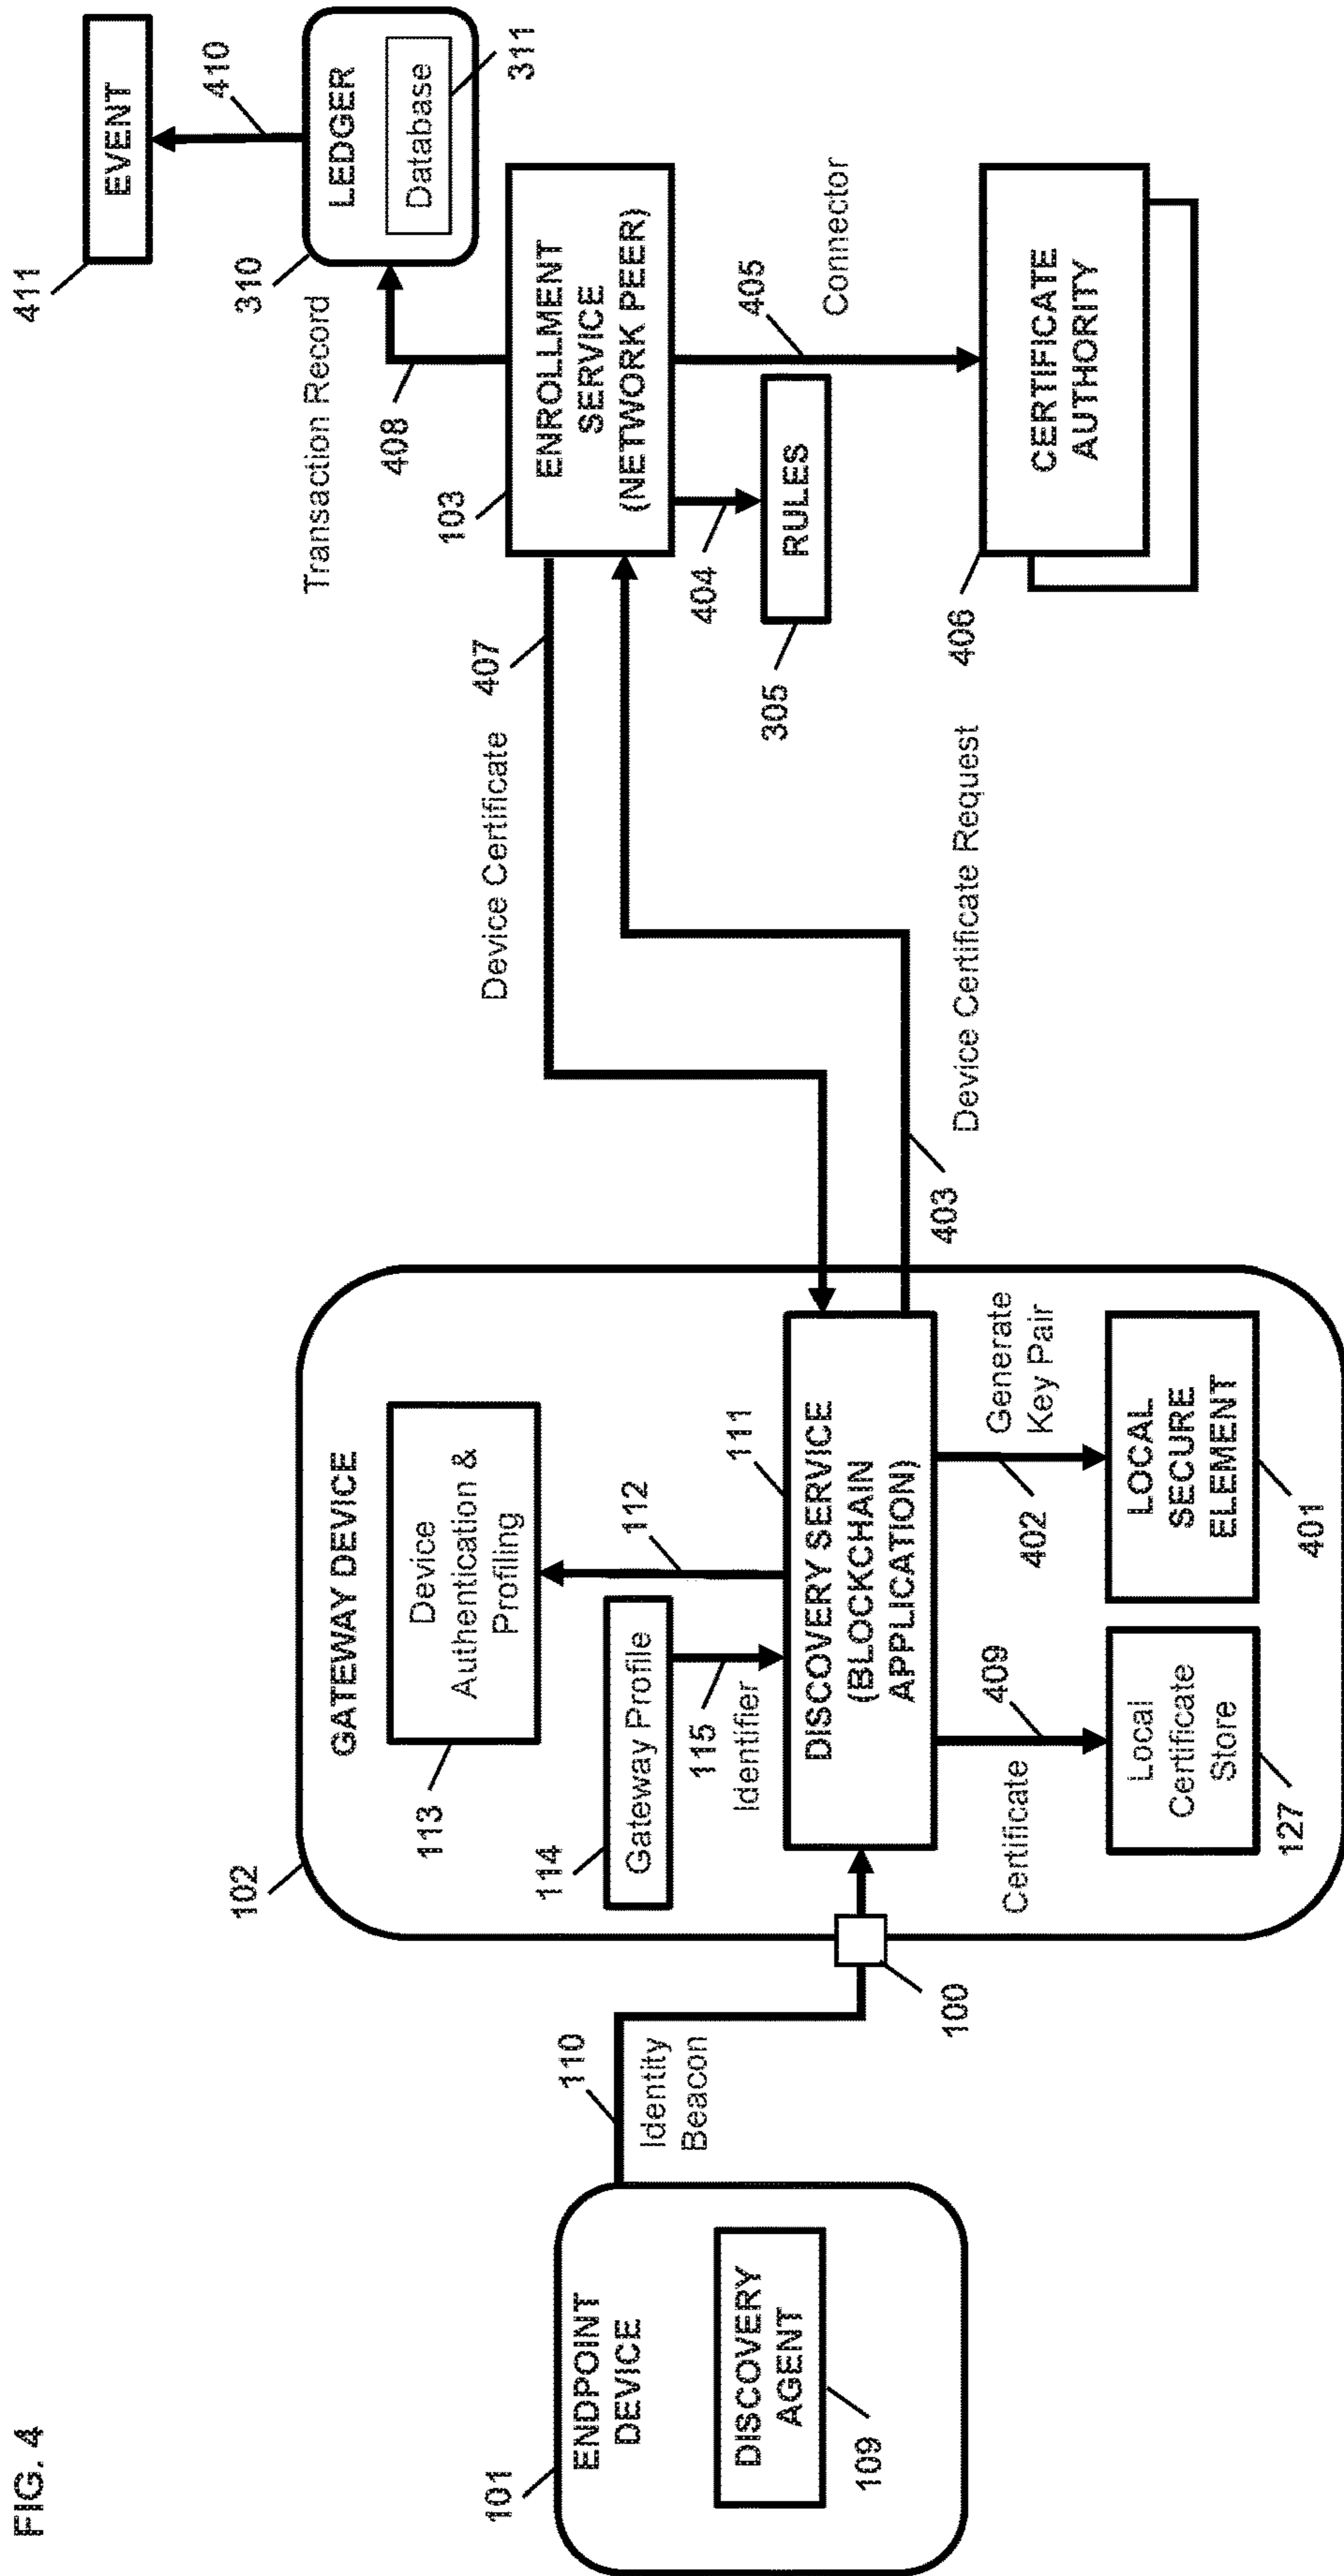 FIG. 4
101
ENDPOINT
DEVICE
DISCOVERY
AGENT
109
110
Identity
Beacon
100
102
GATEWAY DEVICE
113
Device
Authentication &
Profiling
112
114
Gateway Profile
115
Identifier
111
DISCOVERY SERVICE
(BLOCKCHAIN
APPLICATION)
Certificate
409
402
Generate
Key Pair
Local
Certificate
Store
127
LOCAL
SECURE
ELEMENT
401
Device Certificate
407
403
Device Certificate Request
Transaction Record
408
103
ENROLLMENT
SERVICE
(NETWORK PEER)
404
RULES
305
405
Connector
406
CERTIFICATE
AUTHORITY
310
LEDGER
Database
311
410
411
EVENT